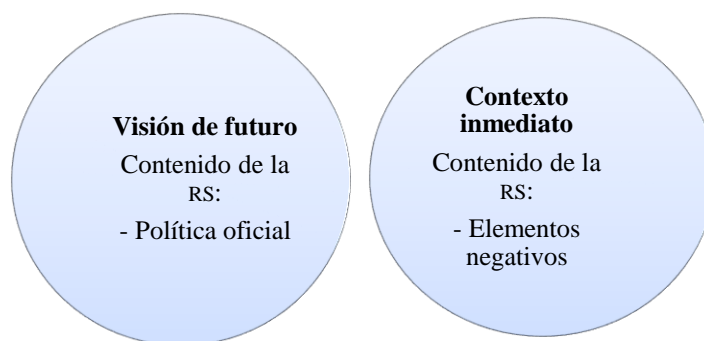 Visión de futuro
Contenido de la
RS:
- Política oficial
Contexto
inmediato
Contenido de la
RS:
- Elementos
negativos